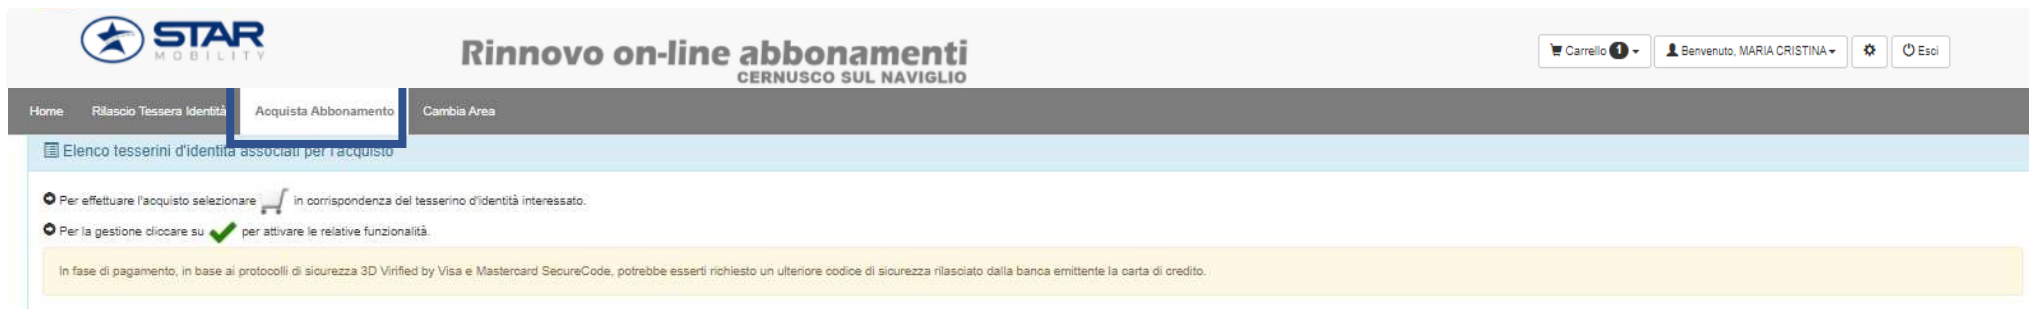 STAR
MOBILITY
Rinnovo on-line abbonamenti
CERNUSCO SUL NAVIGLIO
Carrello 1
Benvenuto, MARIA CRISTINA
Esci
Home Rilascio Tessera Identità Acquista Abbonamento Cambia Area
Elenco tesserini d'identità associati per l'acquisto
Per effettuare l'acquisto selezionare in corrispondenza del tesserino d'identità interessato.
Per la gestione cliccare su per attivare le relative funzionalità.
In fase di pagamento, in base ai protocolli di sicurezza 3D Virified by Visa e Mastercard SecureCode, potrebbe esserti richiesto un ulteriore codice di sicurezza rilasciato dalla banca emittente la carta di credito.